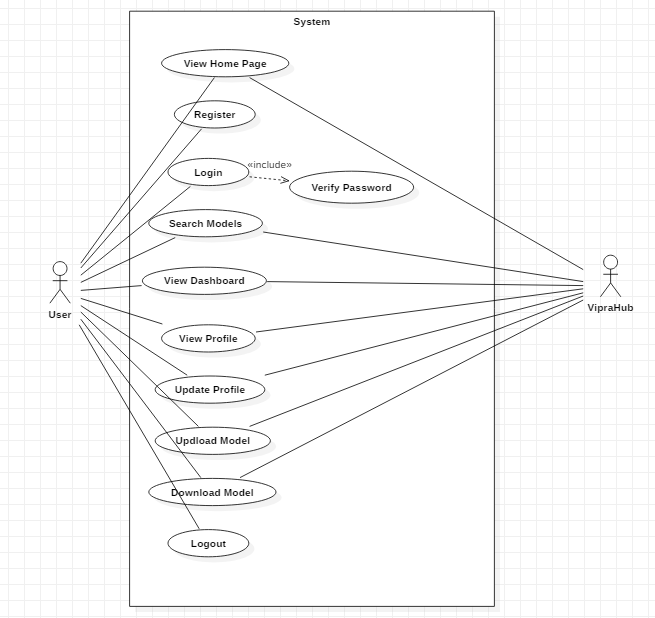 System
View Home Page
Register
Login
«include»
Verify Password
Search Models
View Dashboard
User
VipraHub
View Profile
Update Profile
Updload Model
Download Model
Logout